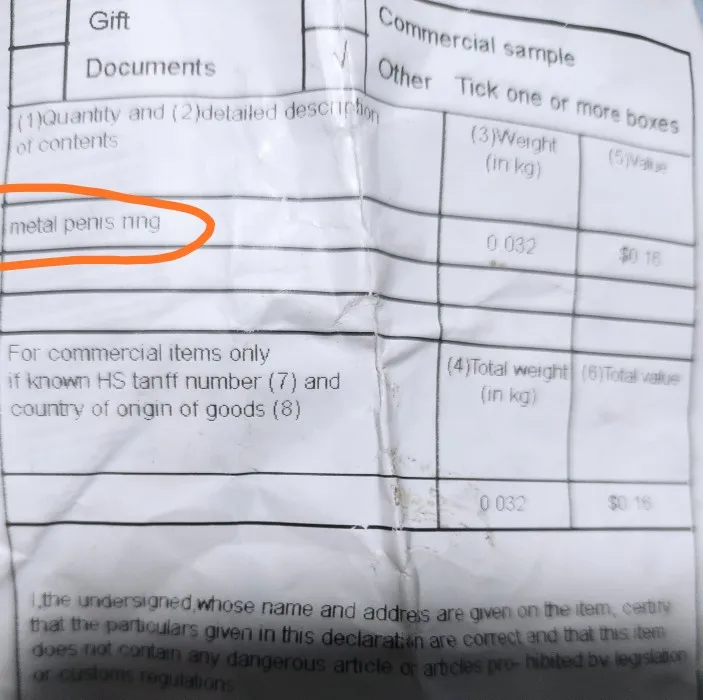 Gift
Commercial sample
Documents
√
Other Tick one or more boxes
(1)Quantity and (2)detailed description
of contents
(3)Weight
(in kg)
(5)Value
metal penis ring
0.032
$0.16
For commercial items only
if known HS tariff number (7) and
country of origin of goods (8)
(4)Total weight
(in kg)
(6)Total value
0.032
$0.16
I,the undersigned,whose name and address are given on the item, certify
that the particulars given in this declaration are correct and that this item
does not contain any dangerous article or articles pro- hibited by legislation
or customs regulations